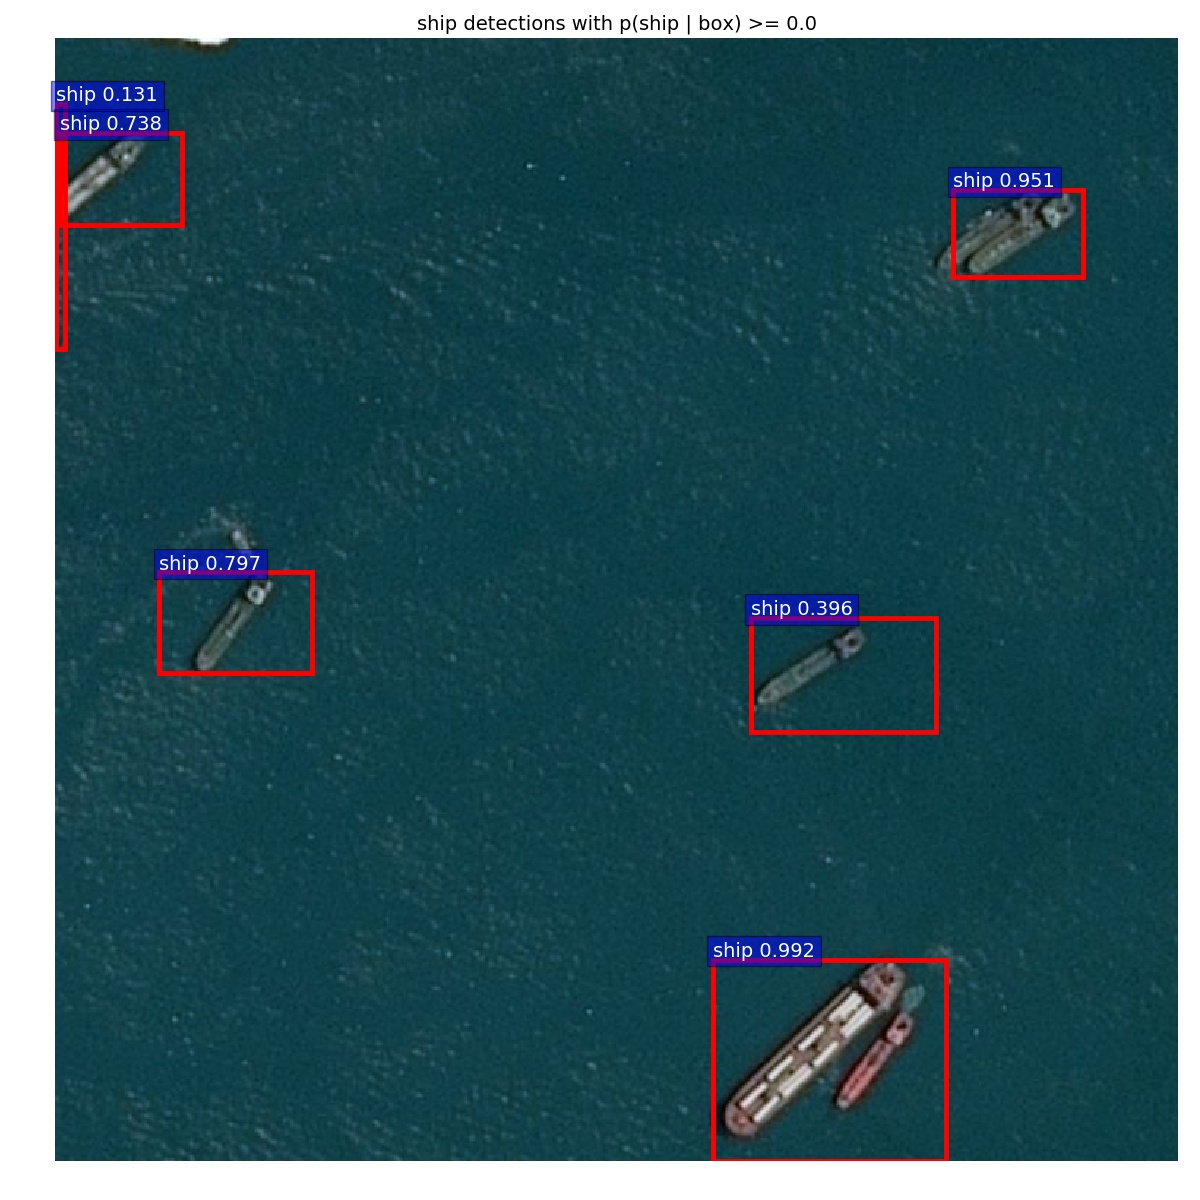 ship detections with p(ship | box) >= 0.0
ship 0.131
ship 0.738
ship 0.951
ship 0.797
ship 0.396
ship 0.992